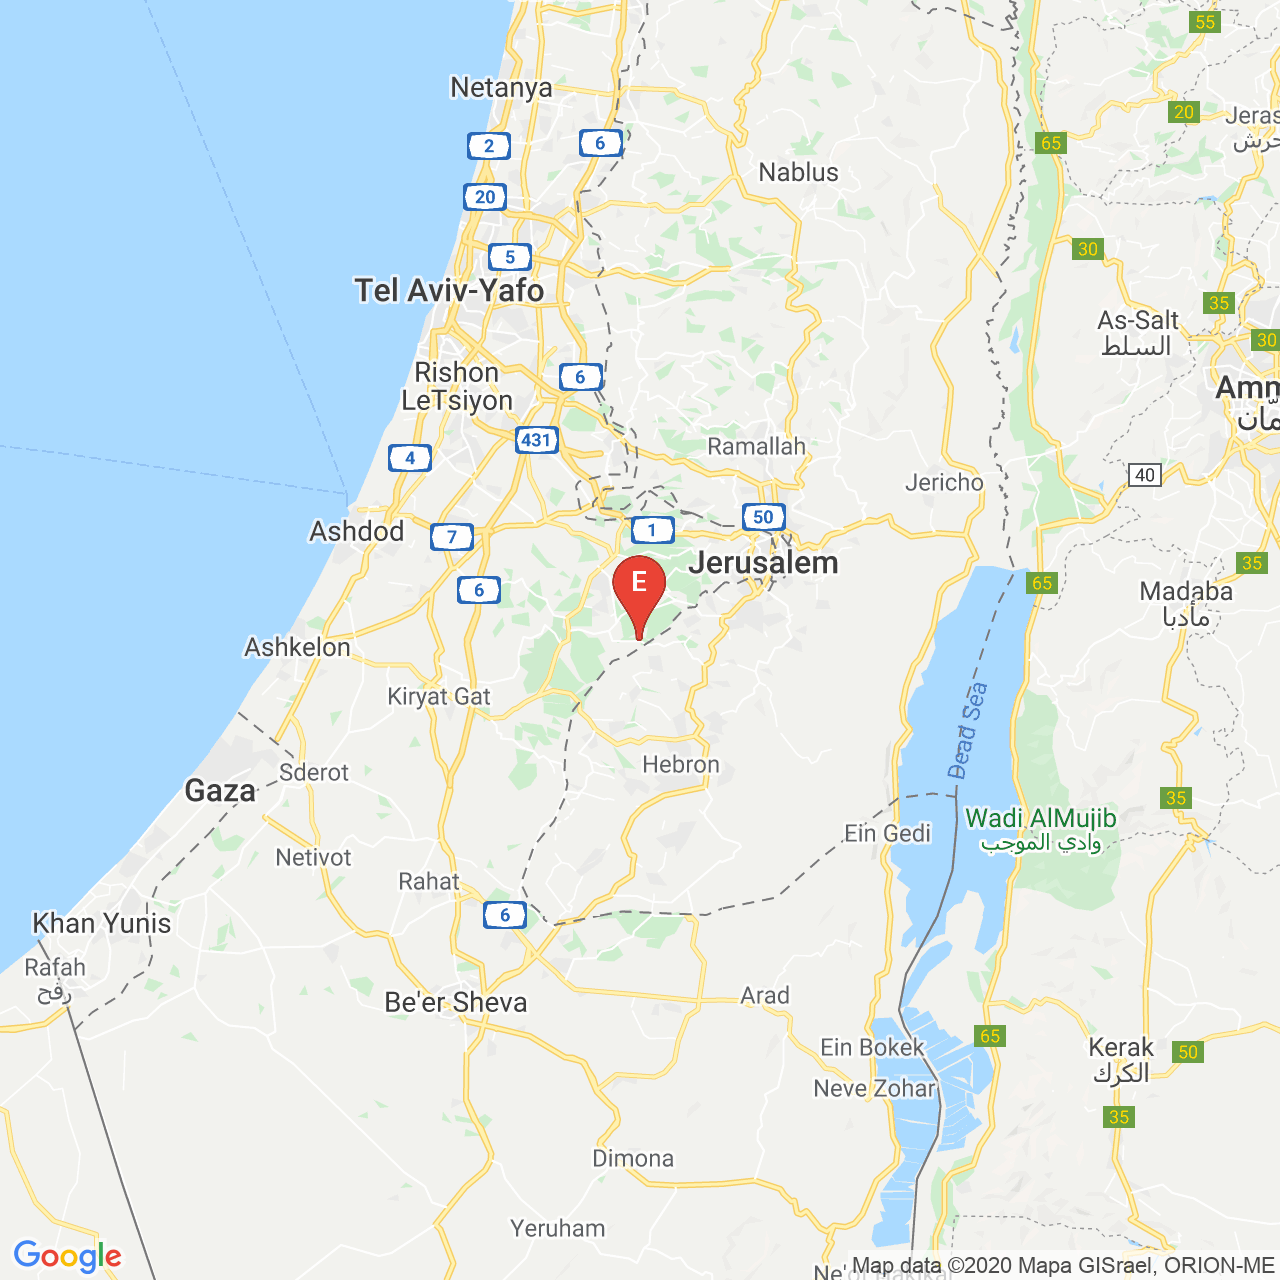 55
Netanya
20
Jeras
جرش
2
6
65
Nablus
20
5
30
Tel Aviv-Yafo
35
As-Salt
السلط
30
Rishon
LeTsiyon
6
Amm
عمّان
431
Ramallah
4
Jericho
40
50
Ashdod
7
1
Jerusalem
35
E
65
6
Madaba
مأدبا
Ashkelon
Kiryat Gat
Dead Sea
Hebron
Sderot
Gaza
35
Wadi AlMujib
وادي الموجب
Ein Gedi
Netivot
Rahat
6
Khan Yunis
Rafah
رفح
Be'er Sheva
Arad
65
Ein Bokek
Kerak
الكرك
50
Neve Zohar
35
Dimona
Yeruham
Google
Ne'ot Hakikar
Map data ©2020 Mapa GISrael, ORION-ME